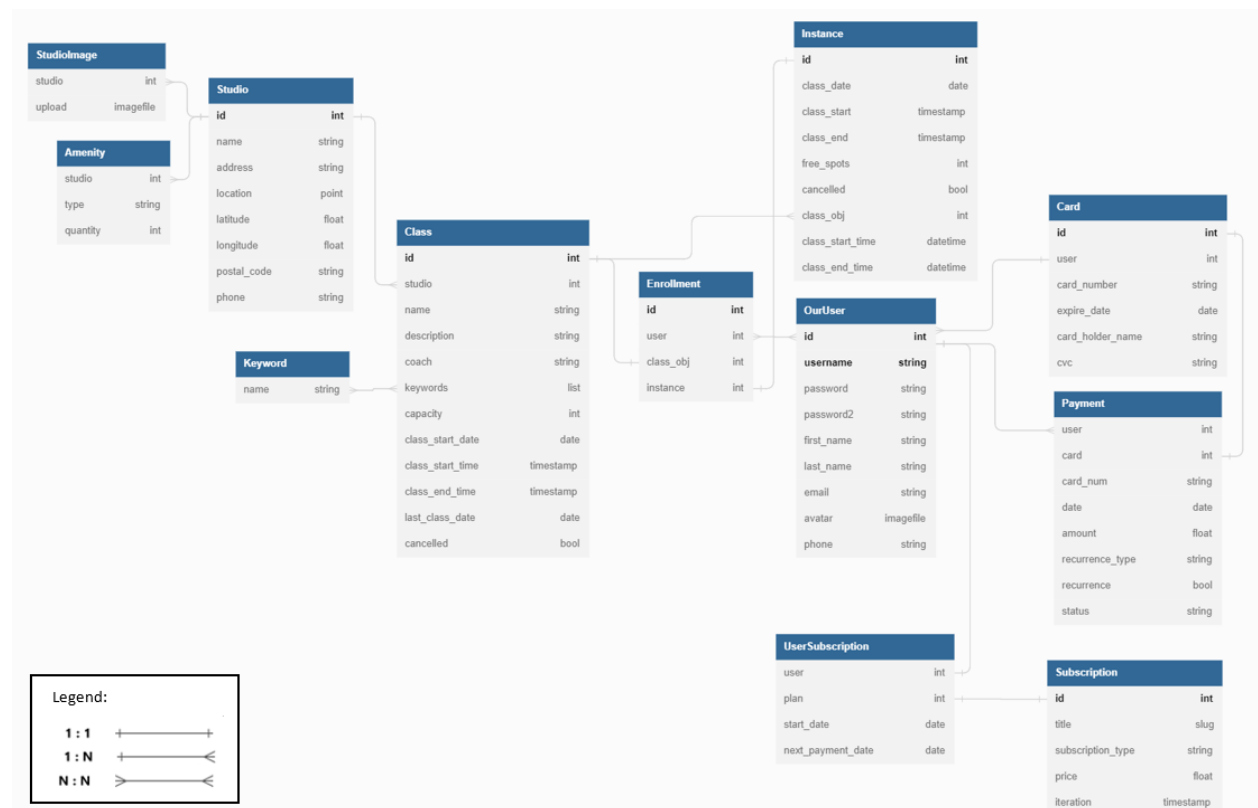 StudioImage
studio int
upload imagefile
Amenity
studio int
type string
quantity int
Studio
id int
name string
address string
location point
latitude float
longitude float
postal_code string
phone string
Keyword
name string
Class
id int
studio int
name string
description string
coach string
keywords list
capacity int
class_start_date date
class_start_time timestamp
class_end_time timestamp
last_class_date date
cancelled bool
Enrollment
id int
user int
class_obj int
instance int
Instance
id int
class_date date
class_start timestamp
class_end timestamp
free_spots int
cancelled bool
class_obj int
class_start_time datetime
class_end_time datetime
OurUser
id int
username string
password string
password2 string
first_name string
last_name string
email string
avatar imagefile
phone string
Card
id int
user int
card_number string
expire_date date
card_holder_name string
cvc string
Payment
user int
card int
card_num string
date date
amount float
recurrence_type string
recurrence bool
status string
UserSubscription
user int
plan int
start_date date
next_payment_date date
Subscription
id int
title slug
subscription_type string
price float
iteration timestamp
Legend:
1 : 1
1 : N
N : N